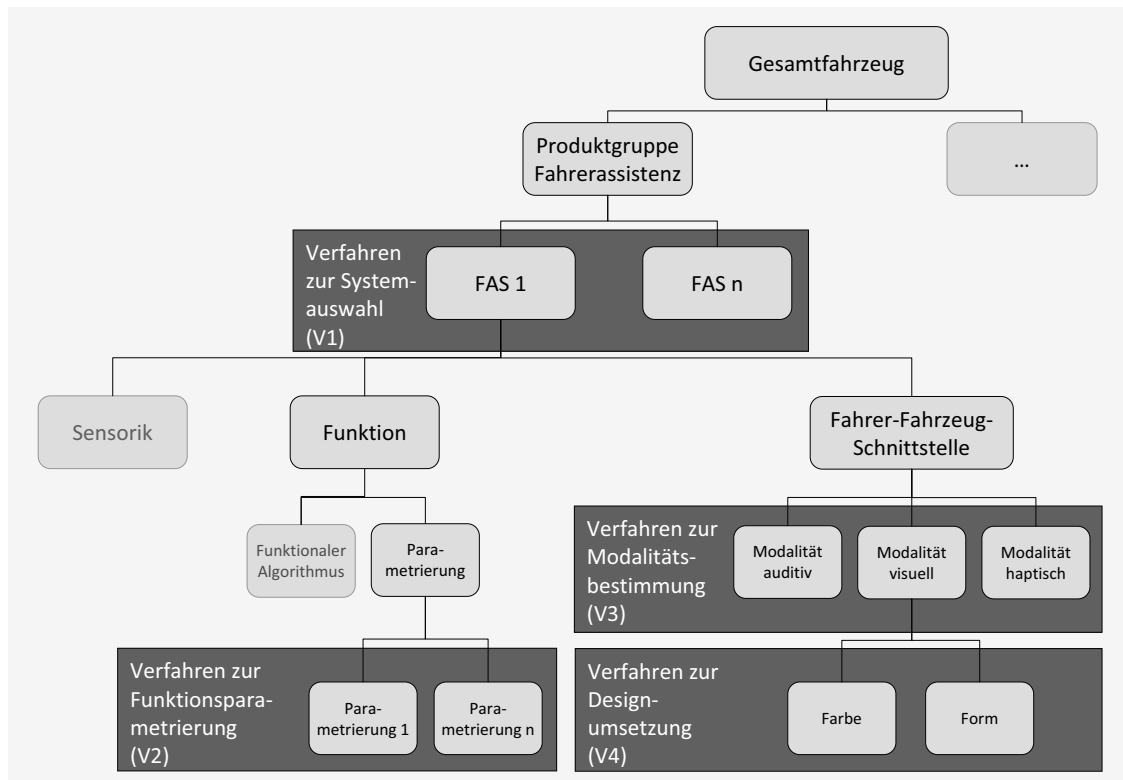 Gesamtfahrzeug
Produktgruppe
Fahrerassistenz
...
Verfahren
zur System-
auswahl
(V1)
FAS 1
FAS n
Sensorik
Funktion
Fahrer-Fahrzeug-
Schnittstelle
Funktionaler
Algorithmus
Para-
metrierung
Verfahren zur
Modalitäts-
bestimmung
(V3)
Modalität
auditiv
Modalität
visuell
Modalität
haptisch
Verfahren zur
Funktionspara-
metrierung
(V2)
Para-
metrierung 1
Para-
metrierung n
Verfahren zur
Design-
umsetzung
(V4)
Farbe
Form